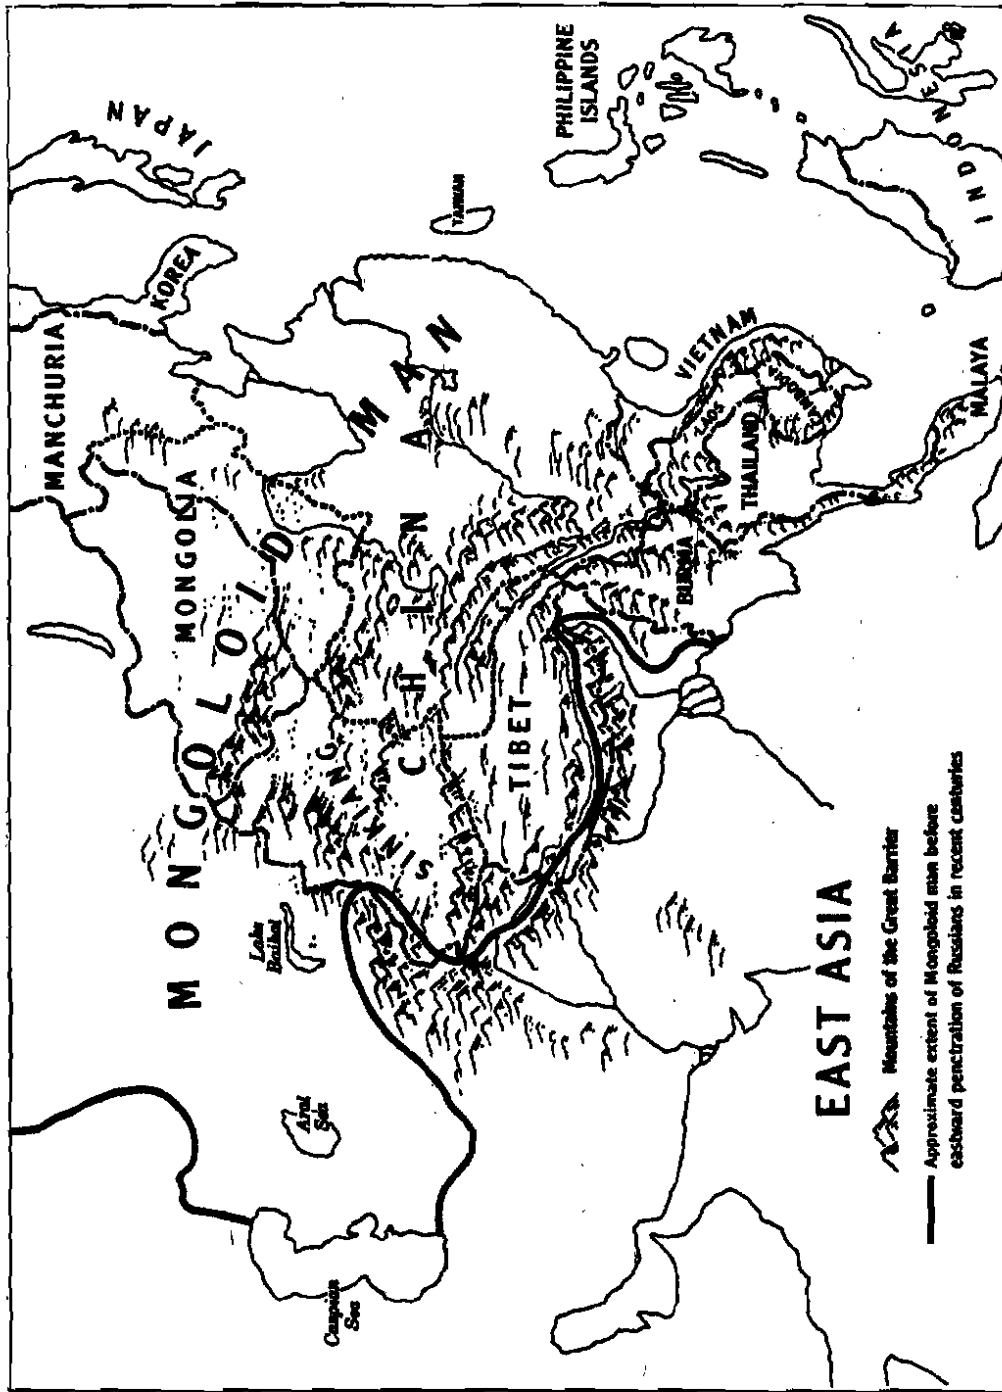 EAST ASIA
Mountains of the Great Barrier
Approximate extent of Mongoloid man before
eastward penetration of Russians in recent centuries
MONGOLOID
MAN
MANCHURIA
MONGOLIA
KOREA
JAPAN
Lake
Baikal
Aral
Sea
Caspian
Sea
SINKIANG
CHINA
TIBET
TAIWAN
PHILIPPINE
ISLANDS
BURMA
THAILAND
LAOS
VIETNAM
CAMBODIA
MALAYA
INDONESIA